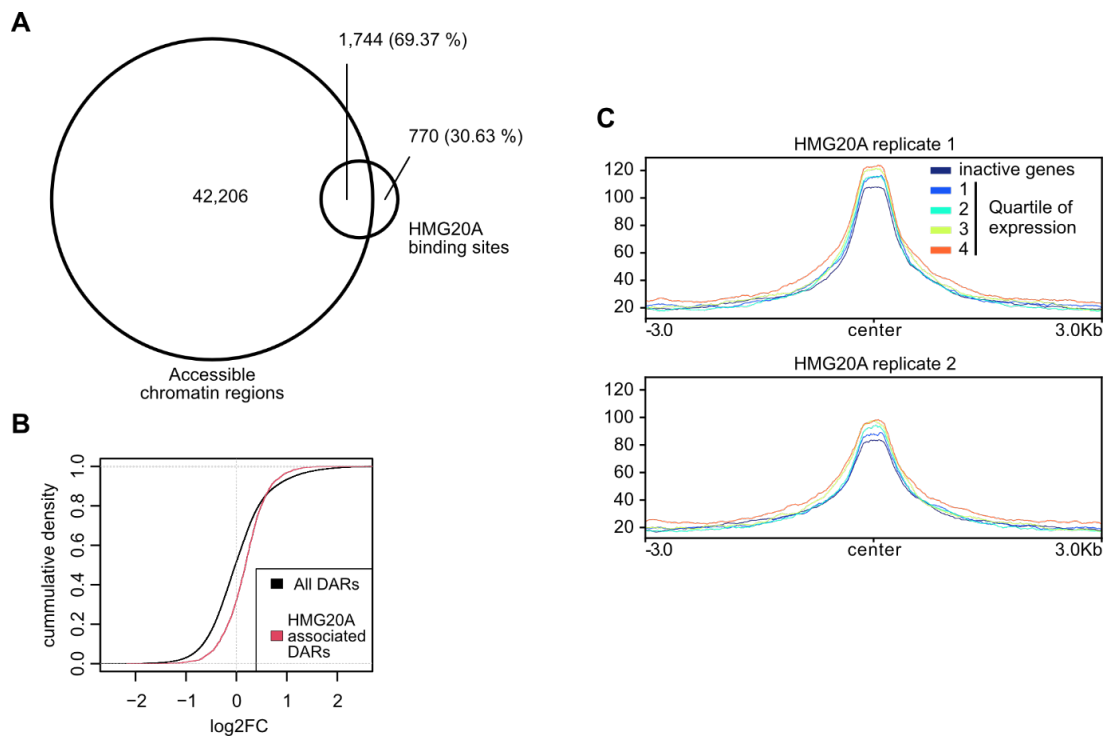 A
1,744 (69.37 %)
770 (30.63 %)
42,206
HMG20A
binding sites
Accessible
chromatin regions
B
cummulative density
1.0
0.8
0.6
0.4
0.2
0.0
All DARs
HMG20A
associated
DARs
−2
−1
0
1
2
log2FC
C
HMG20A replicate 1
120
100
80
60
40
20
inactive genes
1
2
3
4
Quartile of
expression
-3.0
center
3.0Kb
HMG20A replicate 2
120
100
80
60
40
20
-3.0
center
3.0Kb